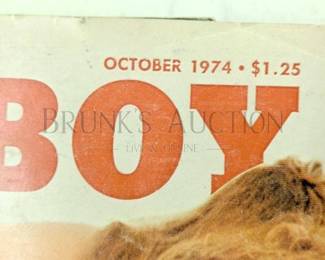 OCTOBER 1974 • $1.25
BOY
BRUNK'S AUCTION
LIVE & ONLINE